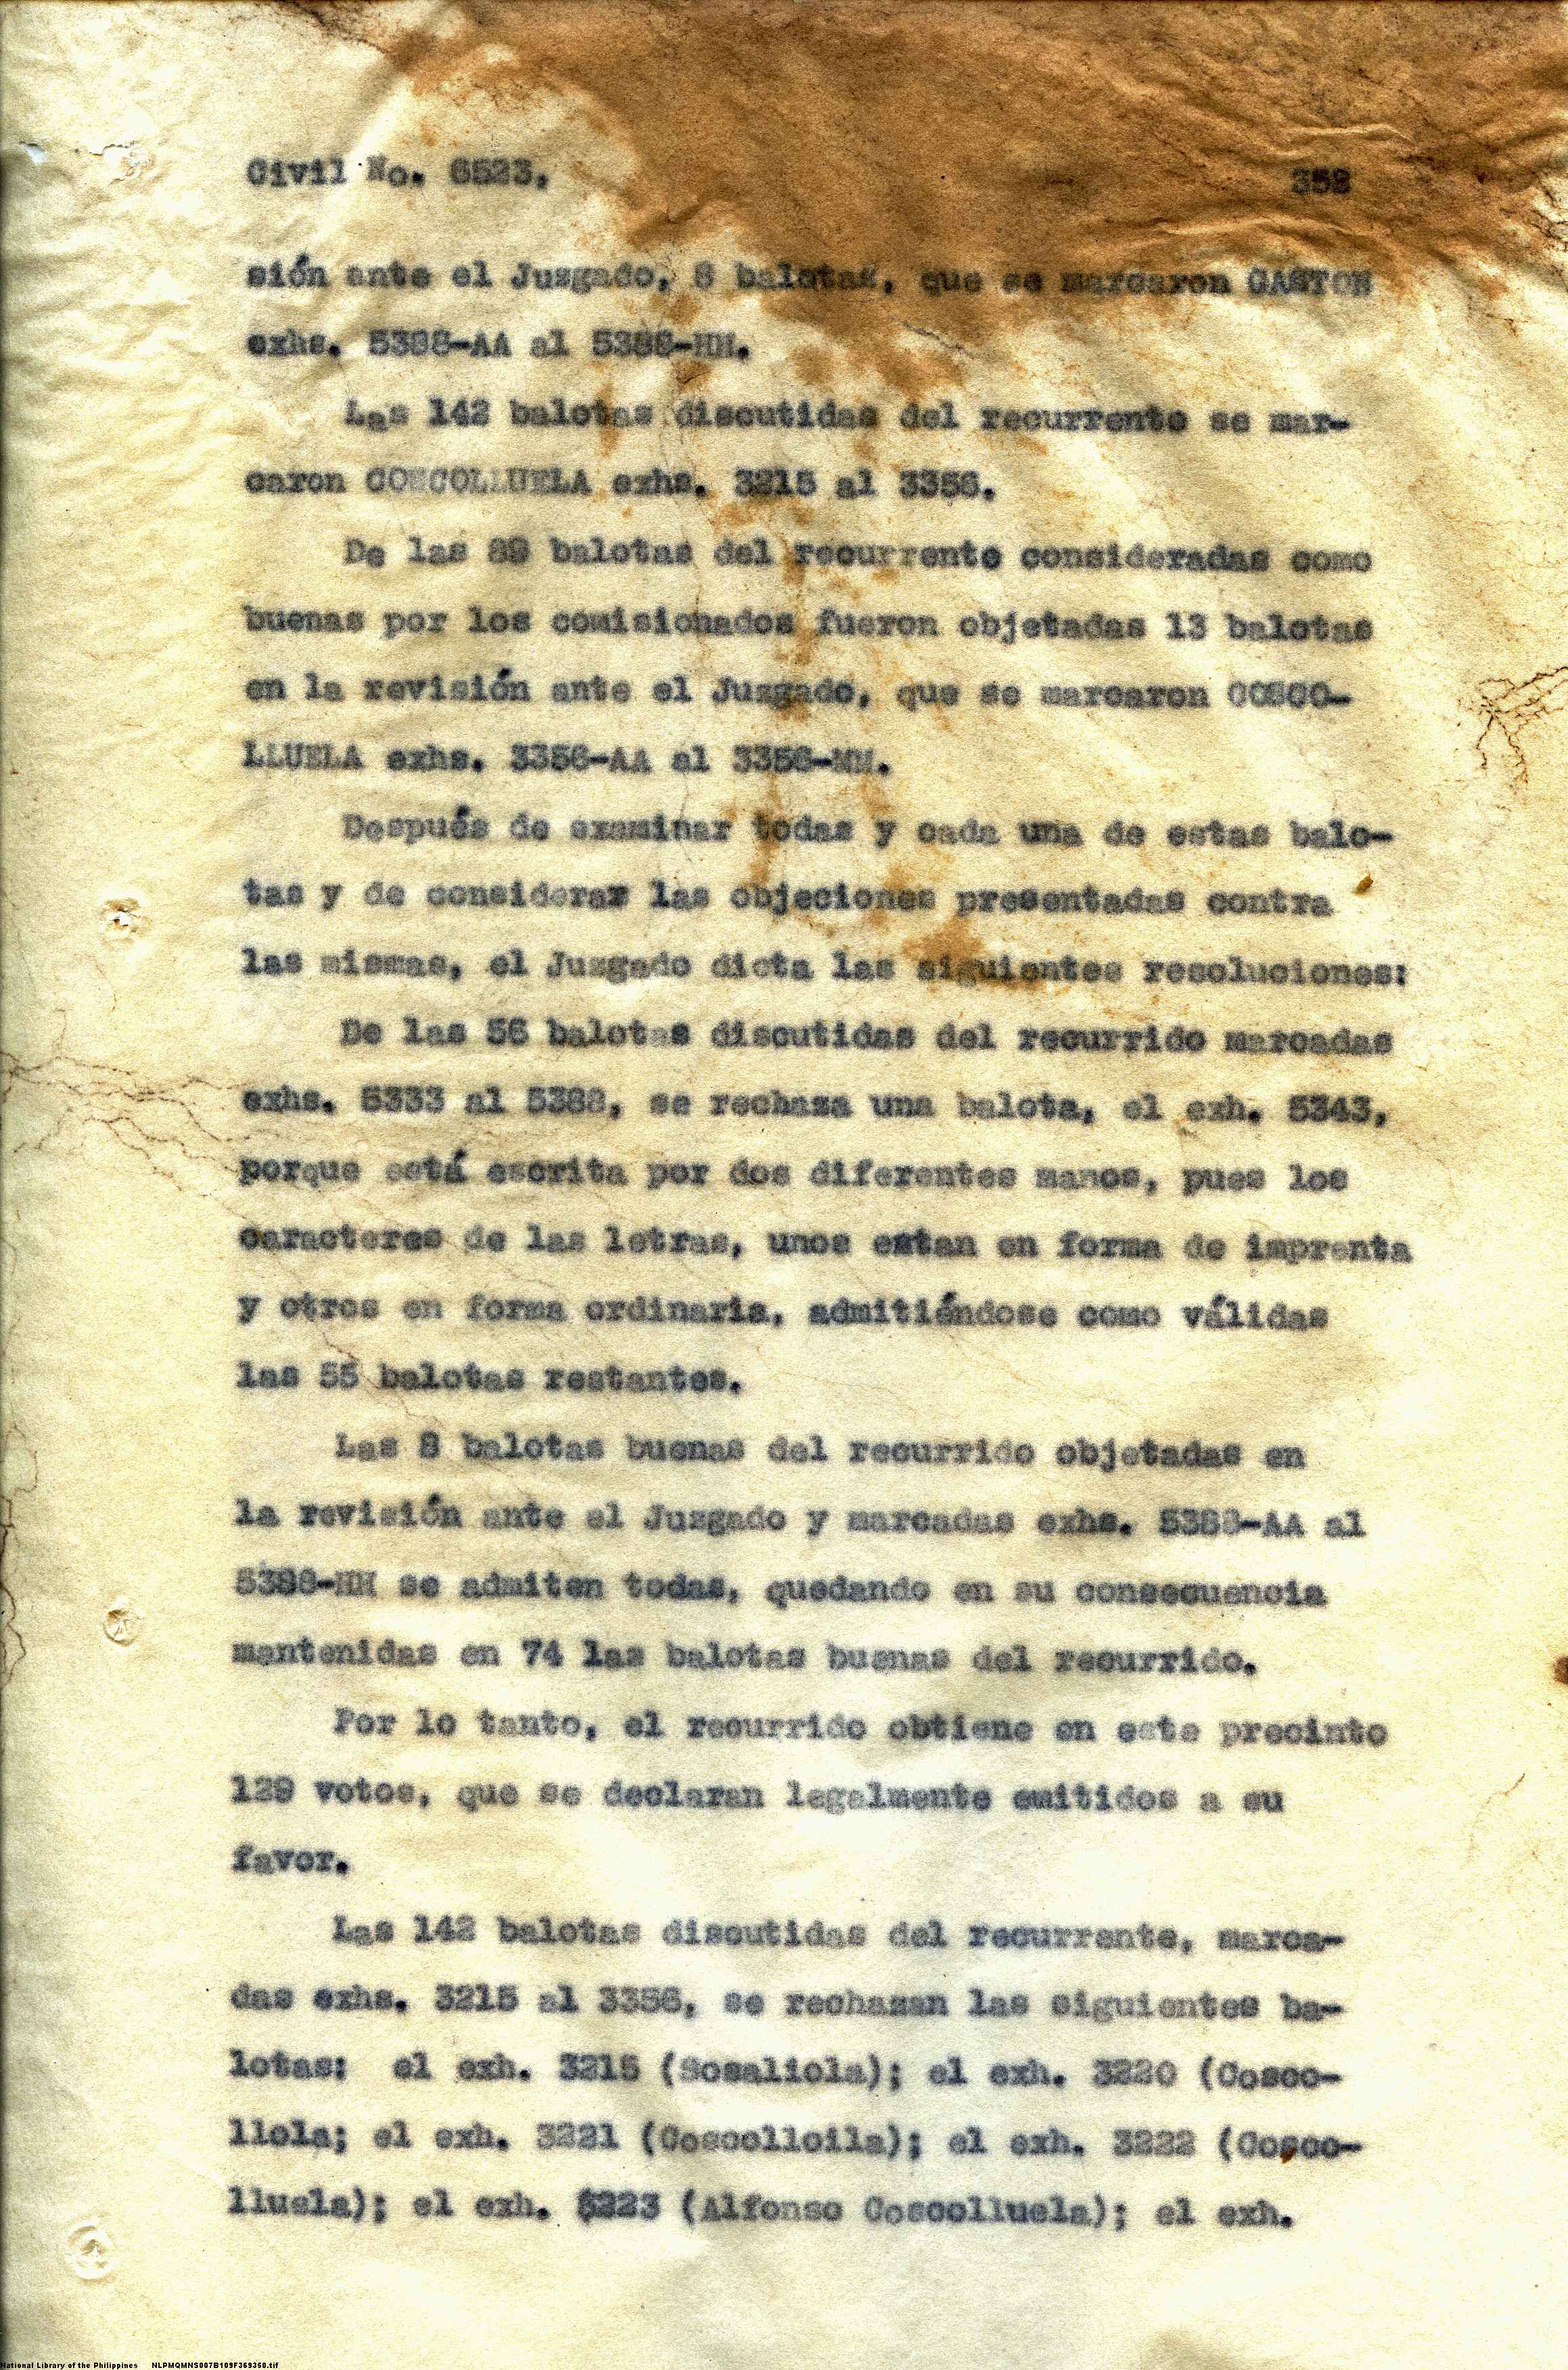 Civil No. 6523. 352
sión ante el Juzgado, 8 balotas, que se marcaron GASTON
exhs. 5388-AA al 5388-HH.
Las 142 balotas discutidas del recurrente se mar-
caron COSCOLLUELA exhs. 3215 al 3356.
De las 89 balotas del recurrente consideradas como
buenas por los comisionados fueron objetadas 13 balotas
en la revisión ante el Juzgado, que se marcaron COSCO-
LLUELA exhs. 3356-AA al 3356-MM.
Después de examinar todas y cada una de estas balo-
tas y de considerar las objeciones presentadas contra
las mismas, el Juzgado dicta las siguientes resoluciones:
De las 56 balotas discutidas del recurrido marcadas
exhs. 5333 al 5388, se rechaza una balota, el exh. 5343,
porque está escrita por dos diferentes manos, pues los
caracteres de las letras, unos estan en forma de imprenta
y otros en forma ordinaria, admitiéndose como válidas
las 55 balotas restantes.
Las 8 balotas buenas del recurrido objetadas en
la revisión ante el Juzgado y marcadas exhs. 5388-AA al
5388-HH se admiten todas, quedando en su consecuencia
mantenidas en 74 las balotas buenas del recurrido.
Por lo tanto, el recurrido obtiene en este precinto
129 votos, que se declaran legalmente emitidos a su
favor.
Las 142 balotas discutidas del recurrente, marca-
das exhs. 3215 al 3356, se rechazan las siguientes ba-
lotas: el exh. 3215 (Sosaliola); el exh. 3220 (Cosco-
llola; el exh. 3221 (Coscolloila); el exh. 3222 (Cosco-
lluela); el exh. 3223 (Alfonso Coscolluela); el exh.
National Library of the Philippines NLPMQMNS007B109F369350.tif